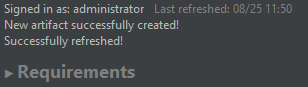 Signed in as: administrator Last refreshed: 08/25 11:50
New artifact successfully created!
Successfully refreshed!
▸ Requirements